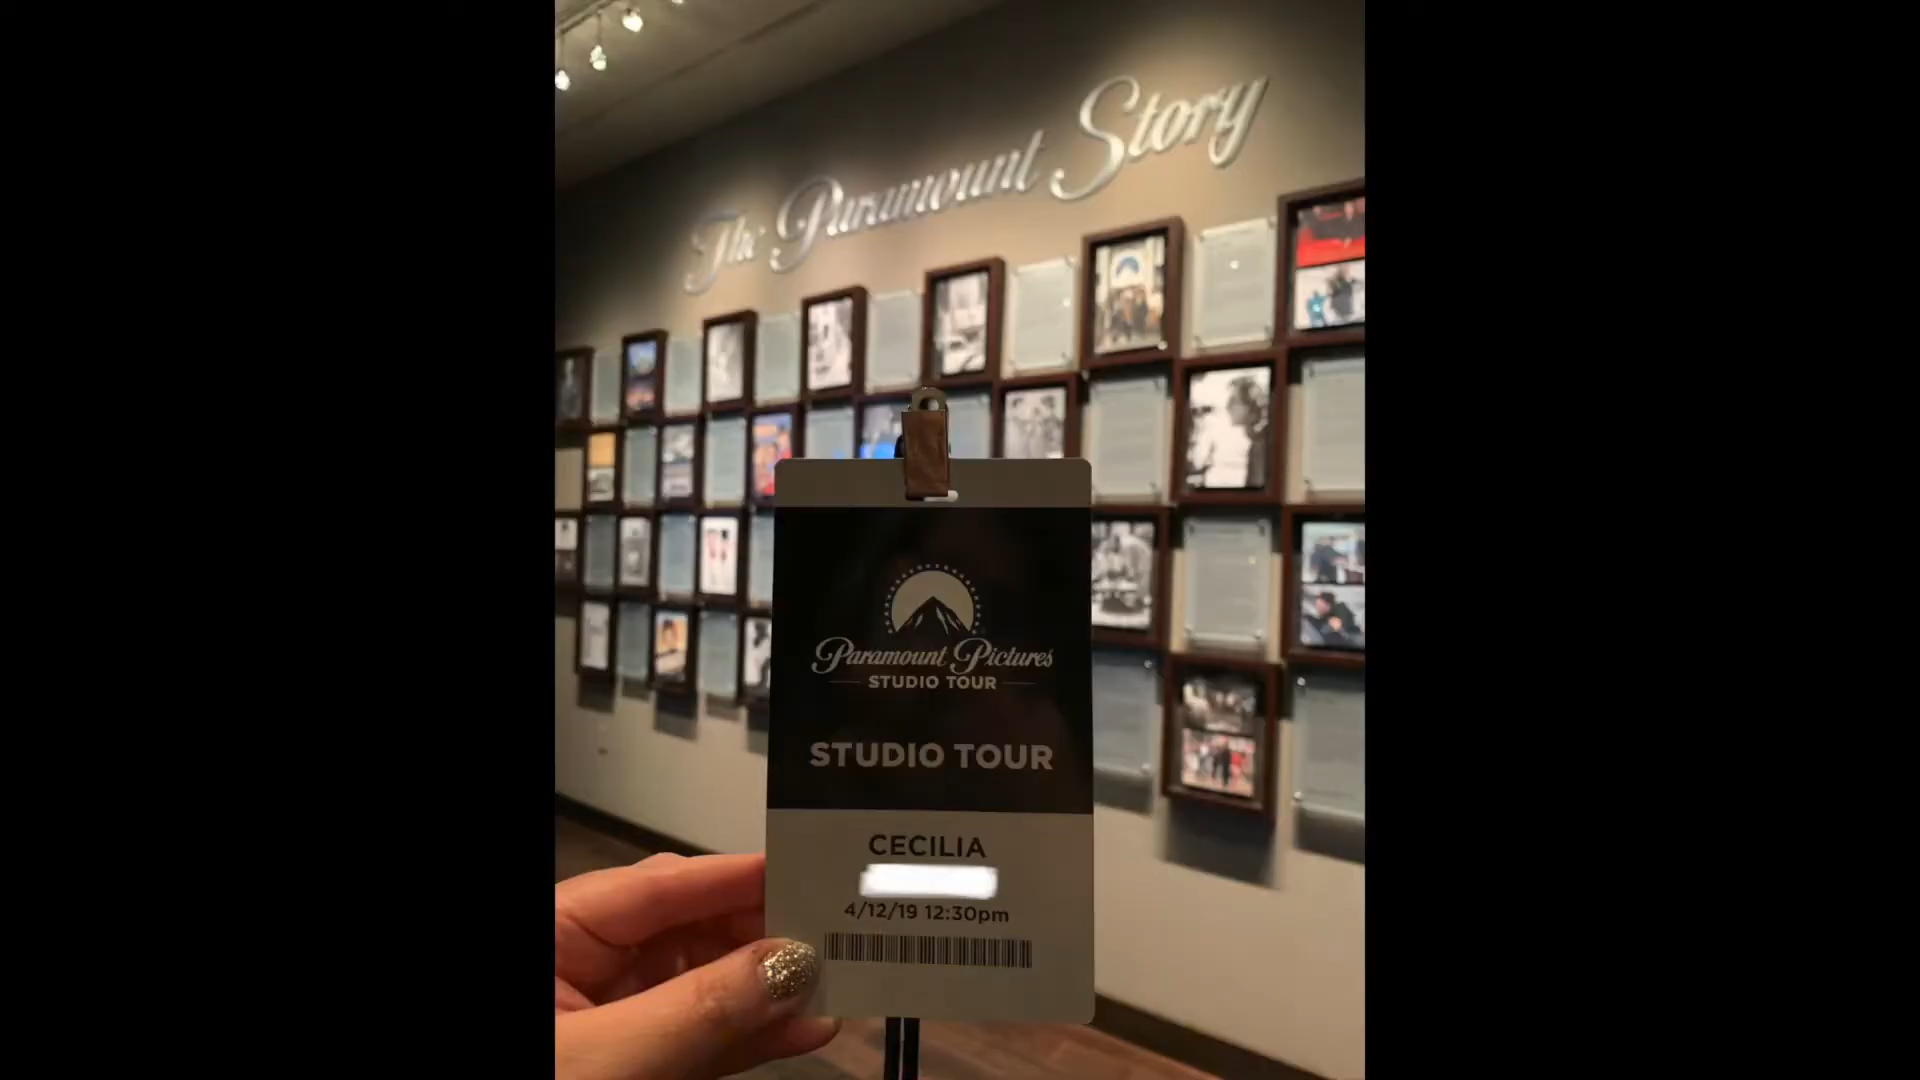 The Paramount Story
Paramount Pictures
STUDIO TOUR
STUDIO TOUR
CECILIA
4/12/19 12:30pm